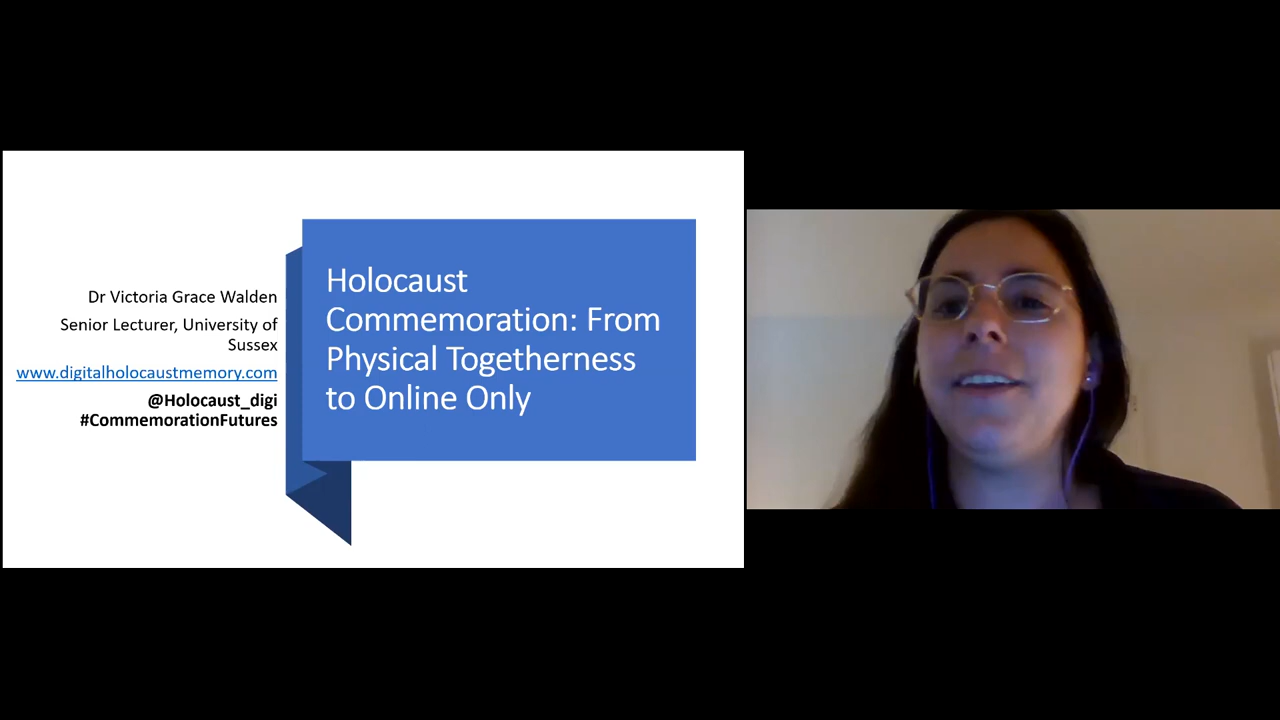 Dr Victoria Grace Walden
Senior Lecturer, University of
Sussex
www.digitalholocaustmemory.com
@Holocaust_digi
#CommemorationFutures
Holocaust
Commemoration: From
Physical Togetherness
to Online Only